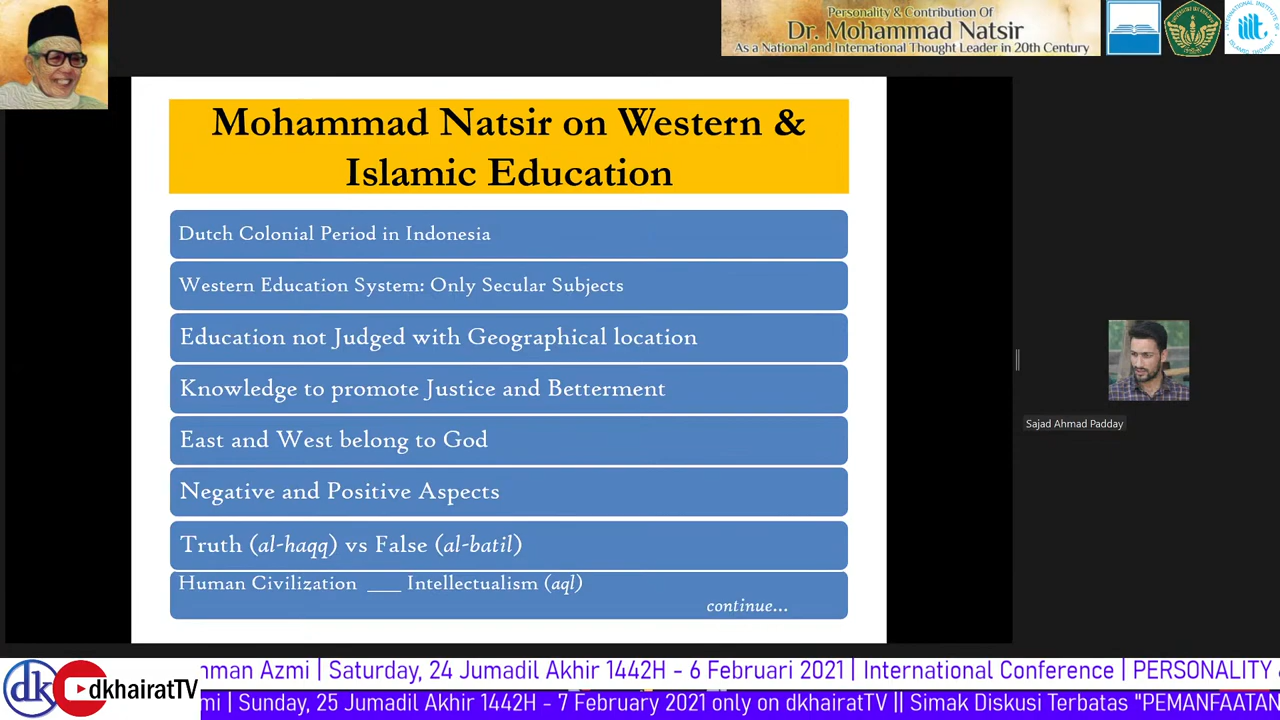 Personality & Contribution Of
Dr. Mohammad Natsir
As a National and International Thought Leader in 20th Century
Mohammad Natsir on Western &
Islamic Education
Dutch Colonial Period in Indonesia
Western Education System: Only Secular Subjects
Education not Judged with Geographical location
Knowledge to promote Justice and Betterment
East and West belong to God
Negative and Positive Aspects
Truth (al-haqq) vs False (al-batil)
Human Civilization ___ Intellectualism (aql)
continue...
Sajad Ahmad Padday
dk dkhairatTV
hman Azmi | Saturday, 24 Jumadil Akhir 1442H - 6 Februari 2021 | International Conference | PERSONALITY
mi | Sunday, 25 Jumadil Akhir 1442H - 7 February 2021 only on dkhairatTV || Simak Diskusi Terbatas "PEMANFAATAN